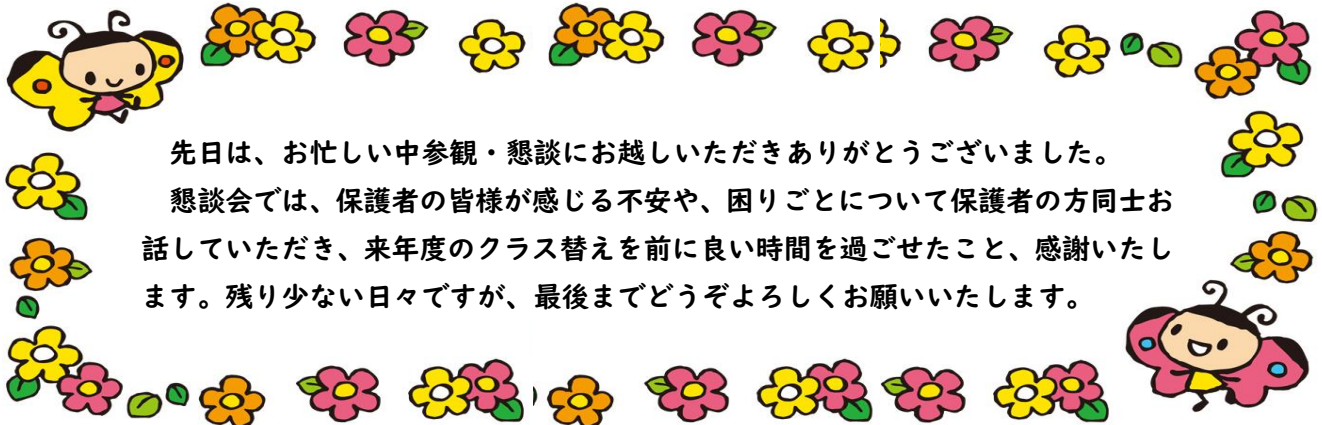 先日は、お忙しい中参観・懇談にお越しいただきありがとうございました。
懇談会では、保護者の皆様が感じる不安や、困りごとについて保護者の方同士お
話していただき、来年度のクラス替えを前に良い時間を過ごせたこと、感謝いたし
ます。残り少ない日々ですが、最後までどうぞよろしくお願いいたします。